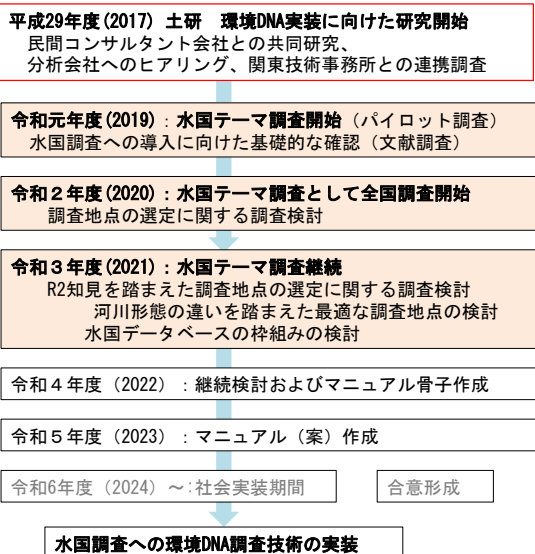 平成29年度(2017) 土研　環境DNA実装に向けた研究開始
民間コンサルタント会社との共同研究、
分析会社へのヒアリング、関東技術事務所との連携調査
令和元年度(2019)：水国テーマ調査開始（パイロット調査）
水国調査への導入に向けた基礎的な確認（文献調査）
令和２年度(2020)：水国テーマ調査として全国調査開始
調査地点の選定に関する調査検討
令和３年度(2021)：水国テーマ調査継続
R2知見を踏まえた調査地点の選定に関する調査検討
河川形態の違いを踏まえた最適な調査地点の検討
水国データベースの枠組みの検討
令和４年度（2022）：継続検討およびマニュアル骨子作成
令和５年度（2023）：マニュアル（案）作成
令和6年度（2024）～:社会実装期間　合意形成
水国調査への環境DNA調査技術の実装